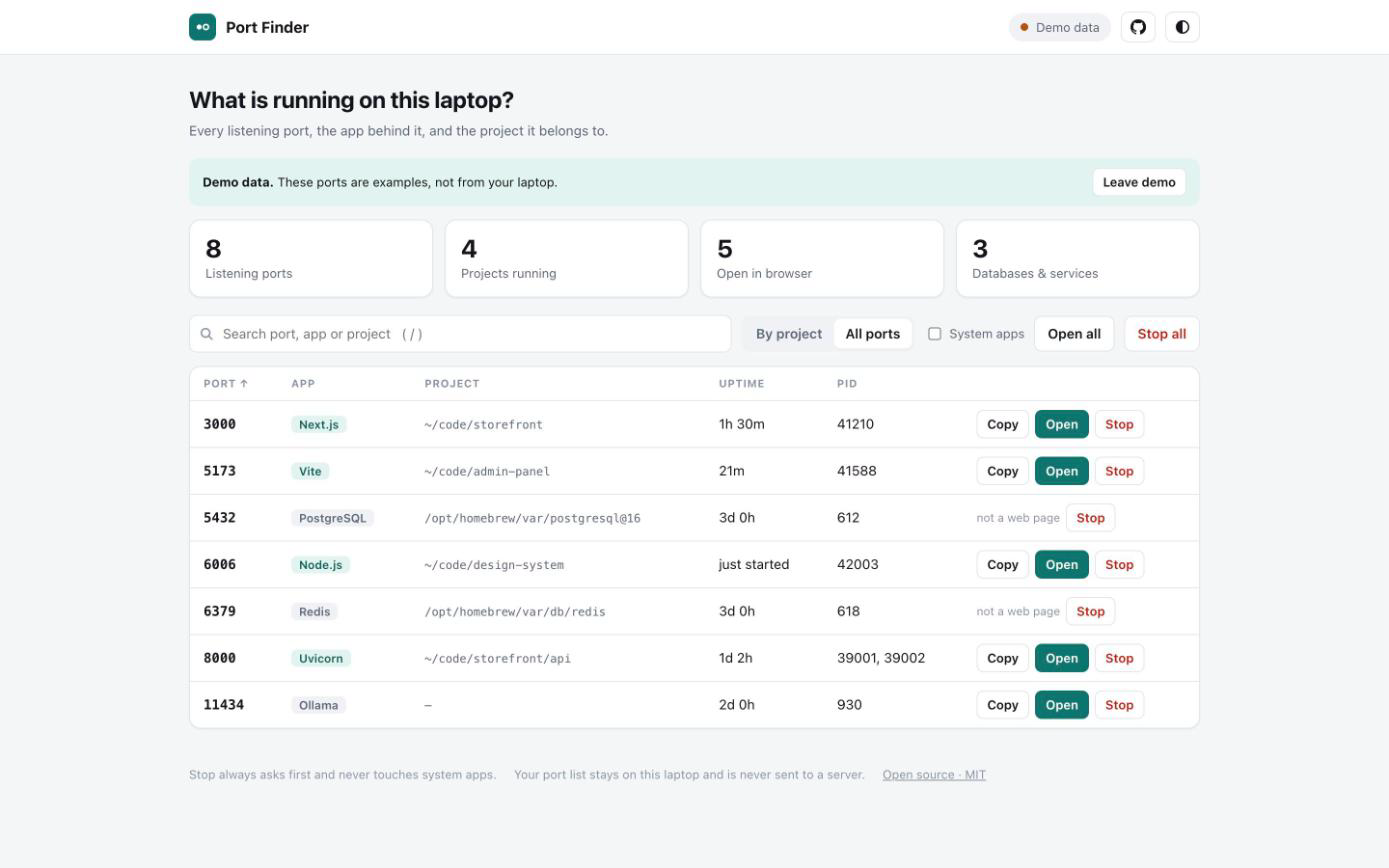 Port Finder
Demo data
What is running on this laptop?
Every listening port, the app behind it, and the project it belongs to.
Demo data. These ports are examples, not from your laptop.
Leave demo
8
Listening ports
4
Projects running
5
Open in browser
3
Databases & services
Search port, app or project ( / )
By project
All ports
System apps
Open all
Stop all
PORT ↑ APP PROJECT UPTIME PID
3000 Next.js ~/code/storefront 1h 30m 41210 Copy Open Stop
5173 Vite ~/code/admin-panel 21m 41588 Copy Open Stop
5432 PostgreSQL /opt/homebrew/var/postgresql@16 3d 0h 612 not a web page Stop
6006 Node.js ~/code/design-system just started 42003 Copy Open Stop
6379 Redis /opt/homebrew/var/db/redis 3d 0h 618 not a web page Stop
8000 Uvicorn ~/code/storefront/api 1d 2h 39001, 39002 Copy Open Stop
11434 Ollama — 2d 0h 930 Copy Open Stop
Stop always asks first and never touches system apps. Your port list stays on this laptop and is never sent to a server. Open source · MIT